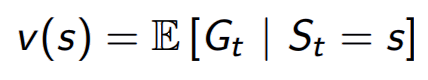 v(s) = 𝔼 [G_t | S_t = s]